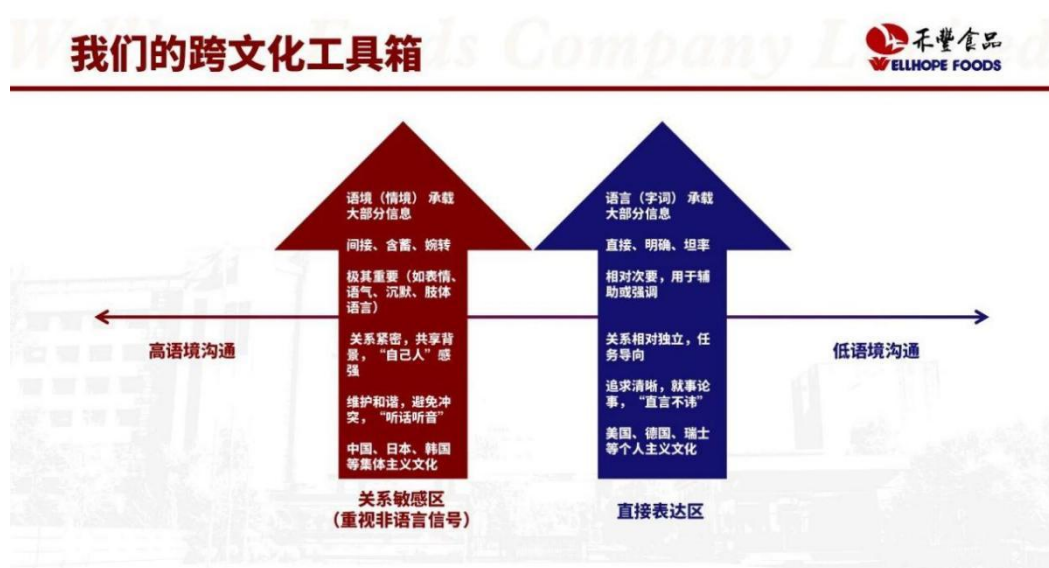 我们的跨文化工具箱
禾豐食品
WELLHOPE FOODS
语境（情境） 承载
大部分信息
间接、含蓄、婉转
极其重要（如表情、
语气、沉默、肢体
语言）
关系紧密，共享背
景，“自己人”感
强
维护和谐，避免冲
突，“听话听音”
中国、日本、韩国
等集体主义文化
语言（字词） 承载
大部分信息
直接、明确、坦率
相对次要，用于辅
助或强调
关系相对独立，任
务导向
追求清晰，就事论
事，“直言不讳”
美国、德国、瑞士
等个人主义文化
高语境沟通
低语境沟通
关系敏感区
（重视非语言信号）
直接表达区